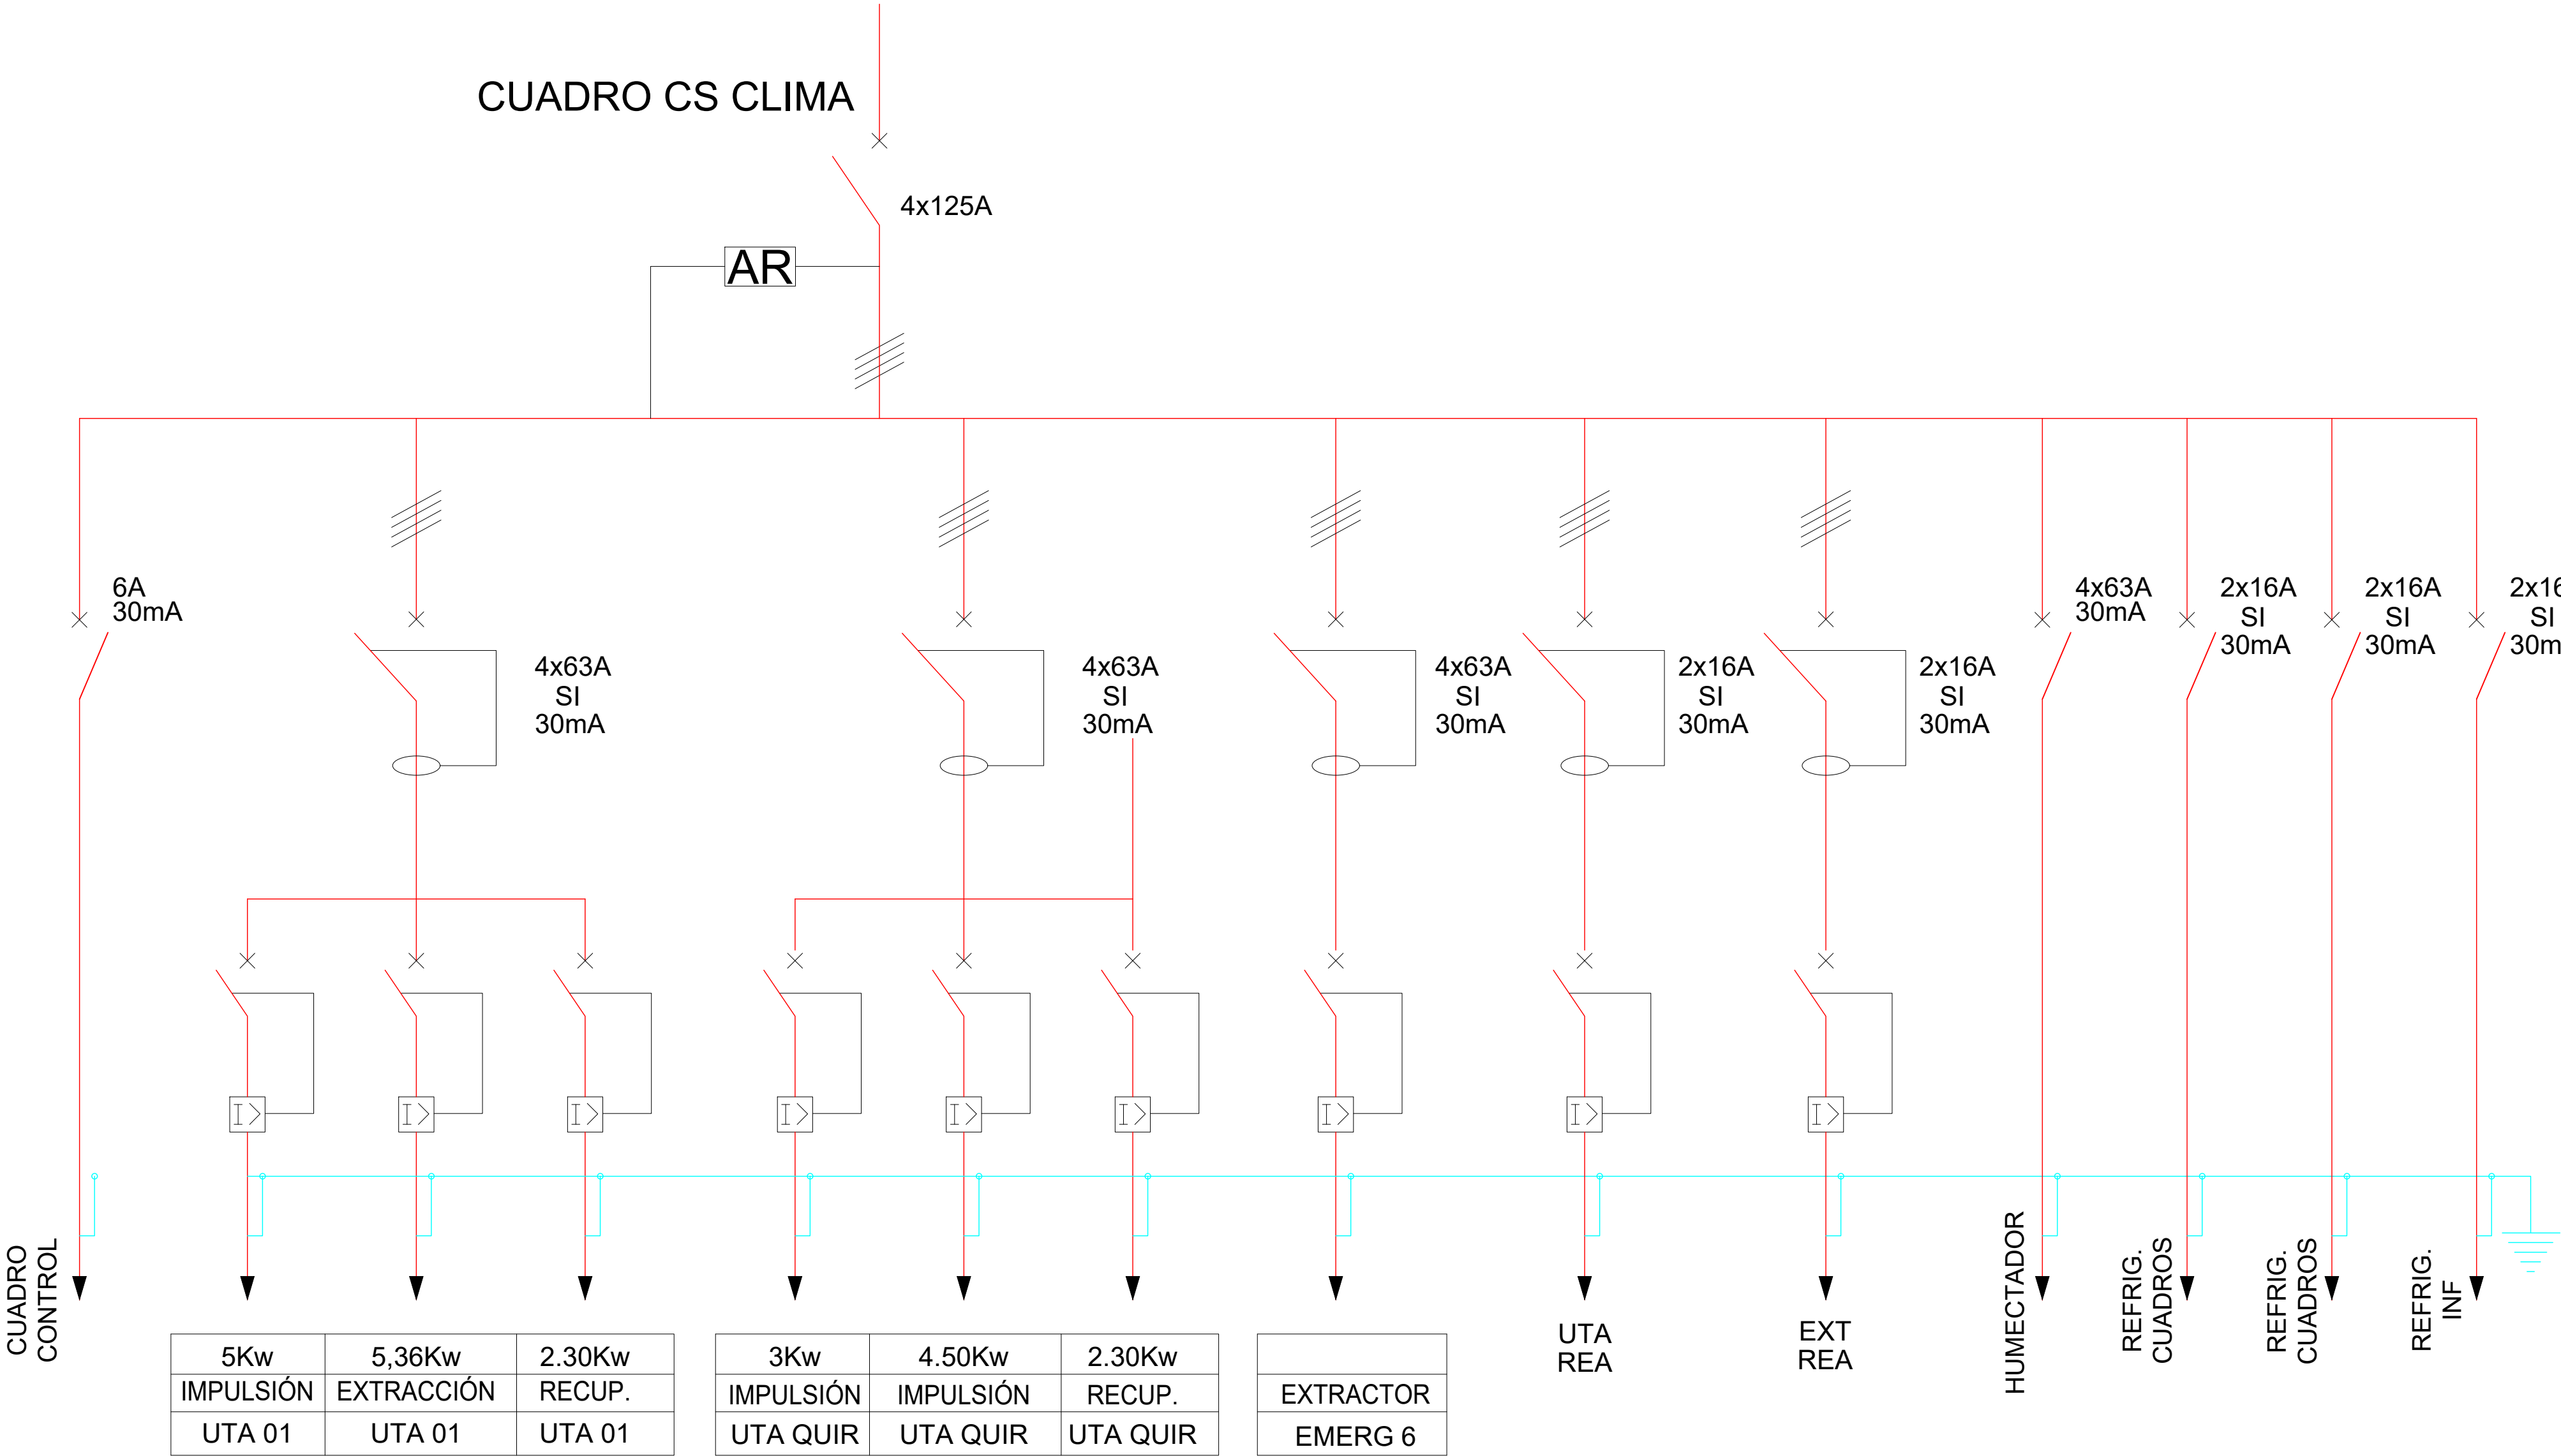 CUADRO CS CLIMA
4x125A
AR
6A
30mA
4x63A
SI
30mA
4x63A
SI
30mA
4x63A
SI
30mA
2x16A
SI
30mA
2x16A
SI
30mA
4x63A
30mA
2x16A
SI
30mA
2x16A
SI
30mA
2x16
SI
30m
I>
I>
I>
I>
I>
I>
I>
I>
I>
CUADRO
CONTROL
5Kw 5,36Kw 2.30Kw
IMPULSIÓN EXTRACCIÓN RECUP.
UTA 01 UTA 01 UTA 01
3Kw 4.50Kw 2.30Kw
IMPULSIÓN IMPULSIÓN RECUP.
UTA QUIR UTA QUIR UTA QUIR
EXTRACTOR
EMERG 6
UTA
REA
EXT
REA
HUMECTADOR
REFRIG.
CUADROS
REFRIG.
CUADROS
REFRIG.
INF